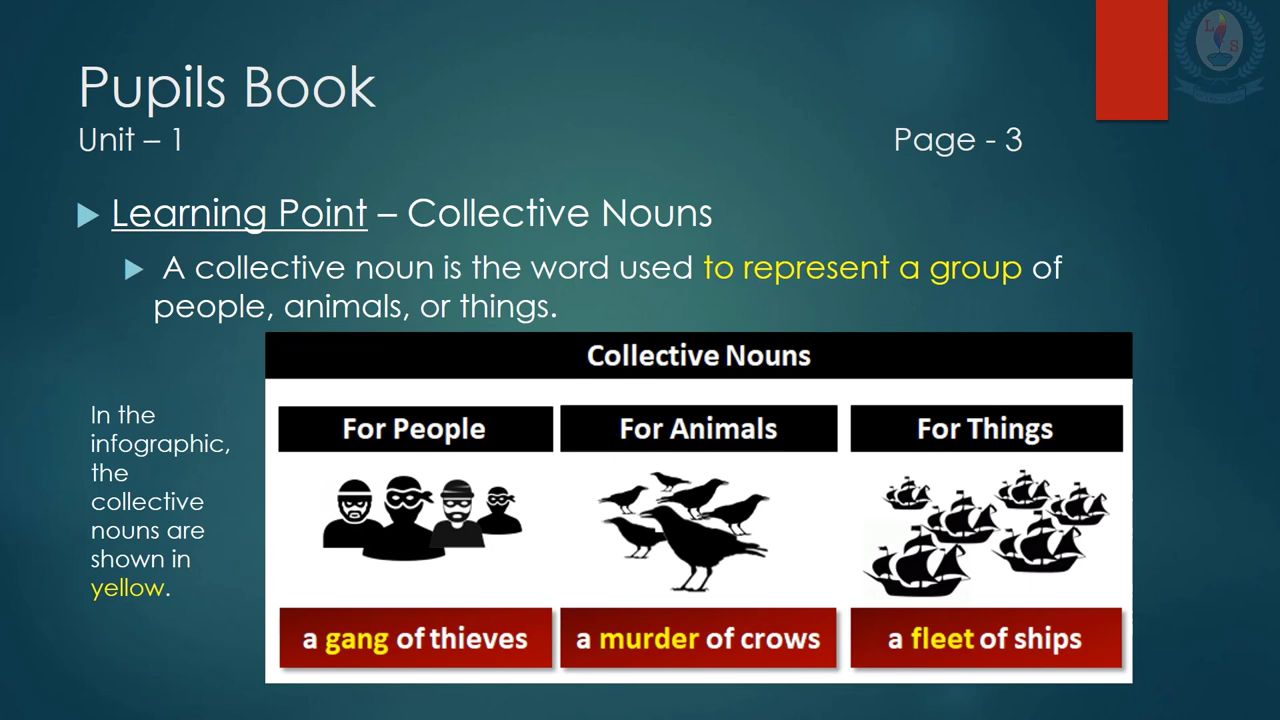 Pupils Book
Unit – 1
Page - 3
Learning Point – Collective Nouns
A collective noun is the word used to represent a group of
people, animals, or things.
In the
infographic,
the
collective
nouns are
shown in
yellow.
Collective Nouns
For People
For Animals
For Things
a gang of thieves
a murder of crows
a fleet of ships
L
8